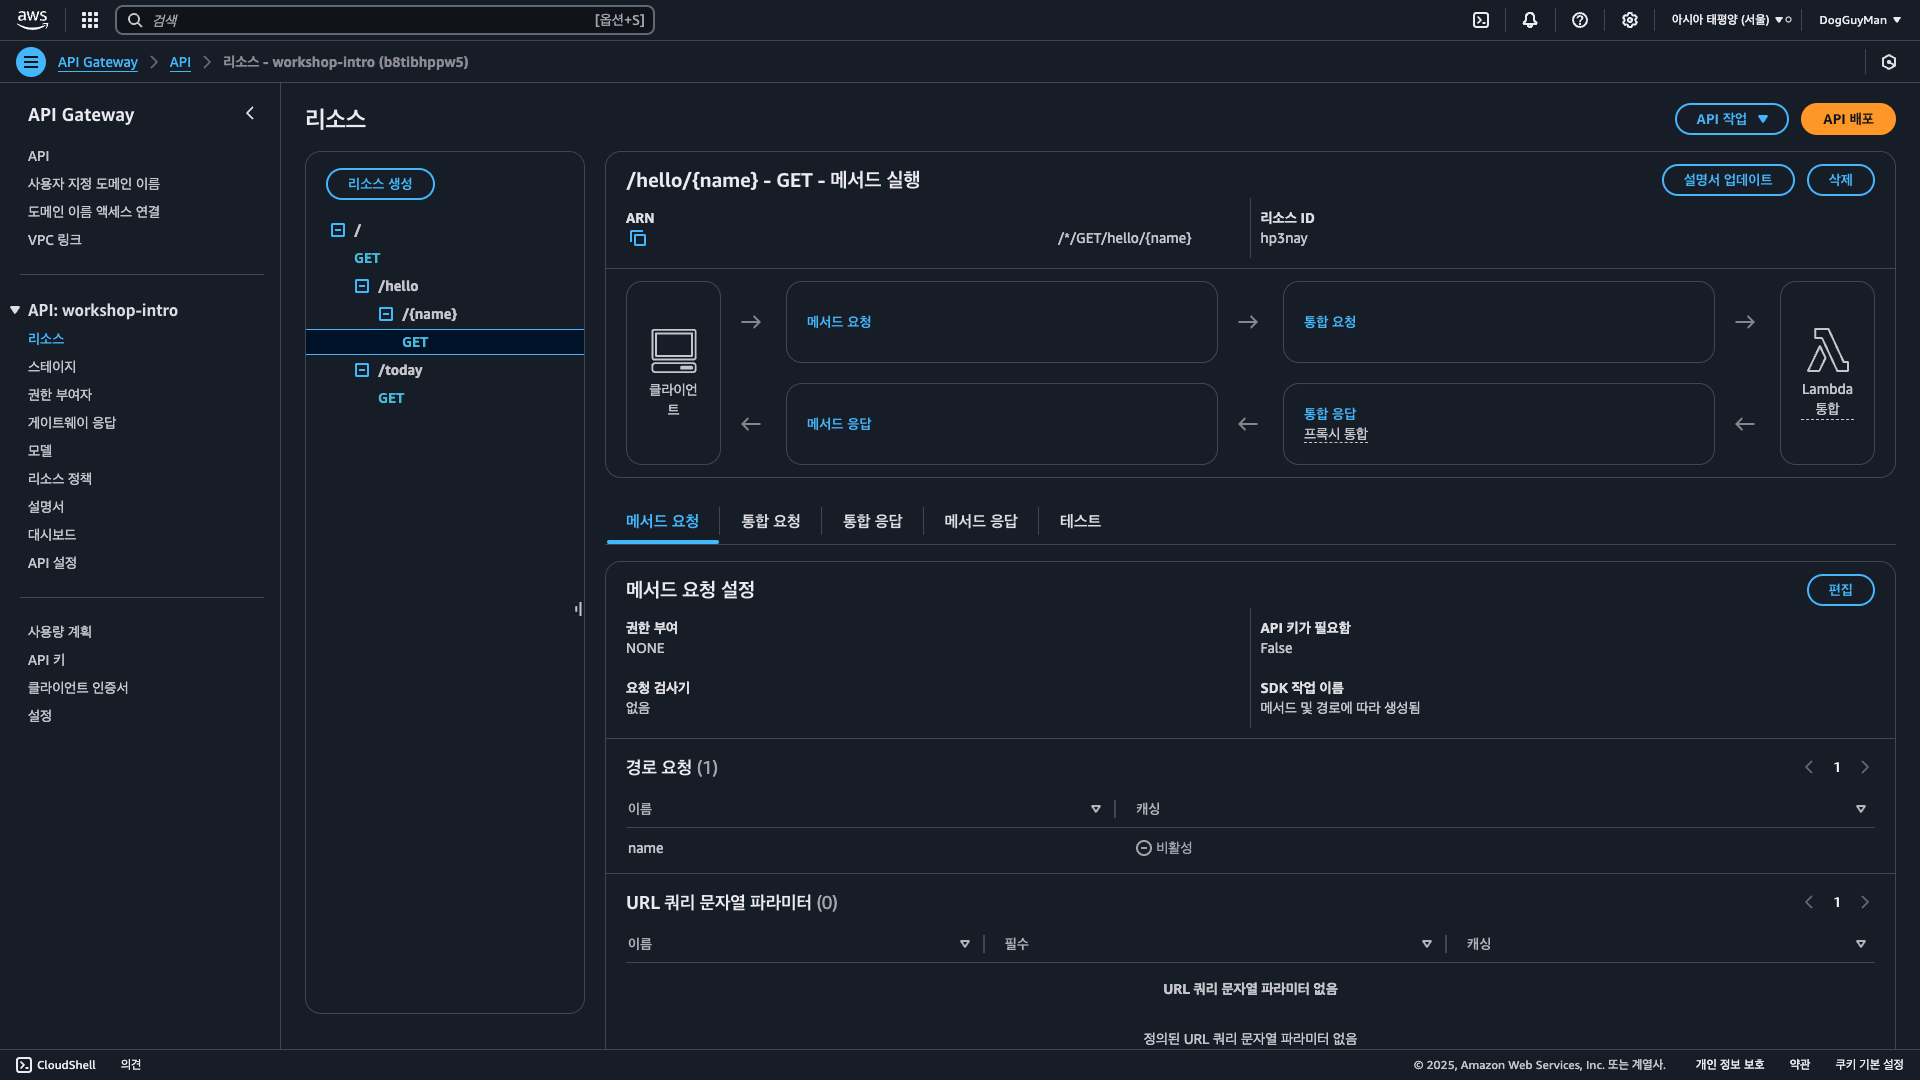 aws
검색
[옵션+S]
아시아 태평양 (서울)
DogGuyMan
API Gateway
API
리소스 - workshop-intro (b8tibhppw5)
API Gateway
API
사용자 지정 도메인 이름
도메인 이름 액세스 연결
VPC 링크
API: workshop-intro
리소스
스테이지
권한 부여자
게이트웨이 응답
모델
리소스 정책
설명서
대시보드
API 설정
사용량 계획
API 키
클라이언트 인증서
설정
리소스
API 작업
API 배포
리소스 생성
/
GET
/hello
/{name}
GET
/today
GET
/hello/{name} - GET - 메서드 실행
설명서 업데이트
삭제
ARN
/*/GET/hello/{name}
리소스 ID
hp3nay
클라이언
트
메서드 요청
통합 요청
메서드 응답
통합 응답
프록시 통합
Lambda
통합
메서드 요청
통합 요청
통합 응답
메서드 응답
테스트
메서드 요청 설정
편집
권한 부여
NONE
API 키가 필요함
False
요청 검사기
없음
SDK 작업 이름
메서드 및 경로에 따라 생성됨
경로 요청 (1)
1
이름
캐싱
name
비활성
URL 쿼리 문자열 파라미터 (0)
1
이름
필수
캐싱
URL 쿼리 문자열 파라미터 없음
정의된 URL 쿼리 문자열 파라미터 없음
CloudShell
의견
© 2025, Amazon Web Services, Inc. 또는 계열사.
개인 정보 보호
약관
쿠키 기본 설정